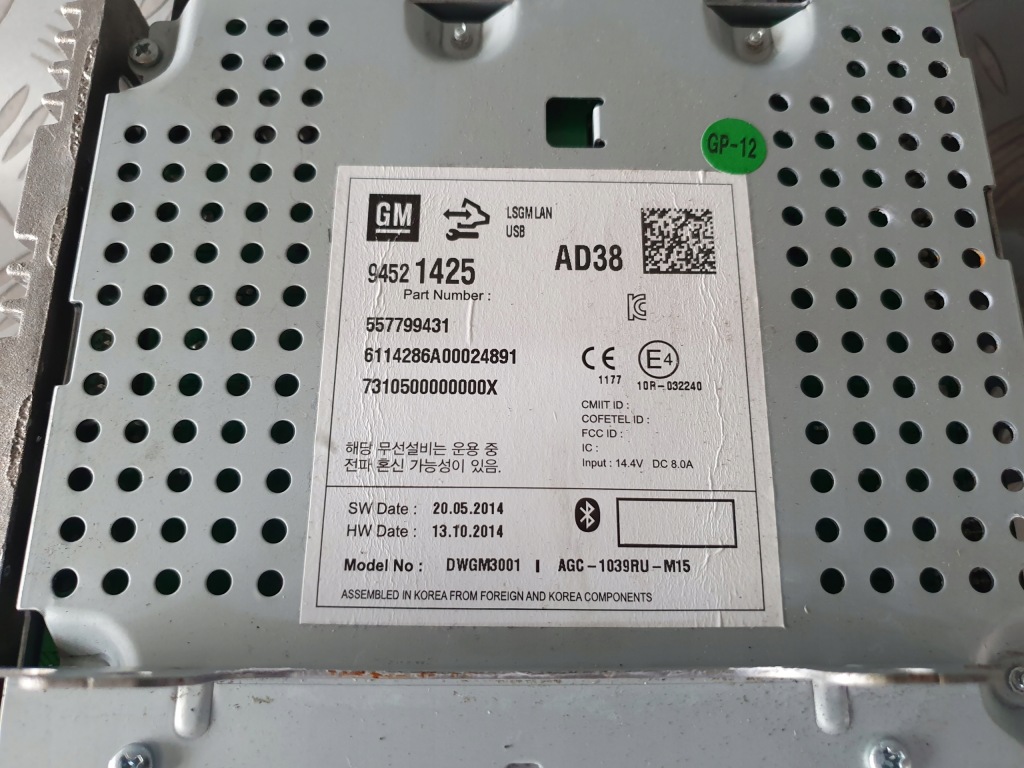 GP-12
GM
LSGMLAN
USB
AD38
9452 1425
Part Number :
557799431
6114286A00024891
7310500000000X
CE
1177
E4
10R-032240
CMIIT ID :
COFETEL ID :
FCC ID :
IC :
Input : 14.4V DC 8.0A
해당 무선설비는 운용 중
전파 혼신 가능성이 있음.
SW Date : 20.05.2014
HW Date : 13.10.2014
Model No : DWGM3001 | AGC-1039RU-M15
ASSEMBLED IN KOREA FROM FOREIGN AND KOREA COMPONENTS